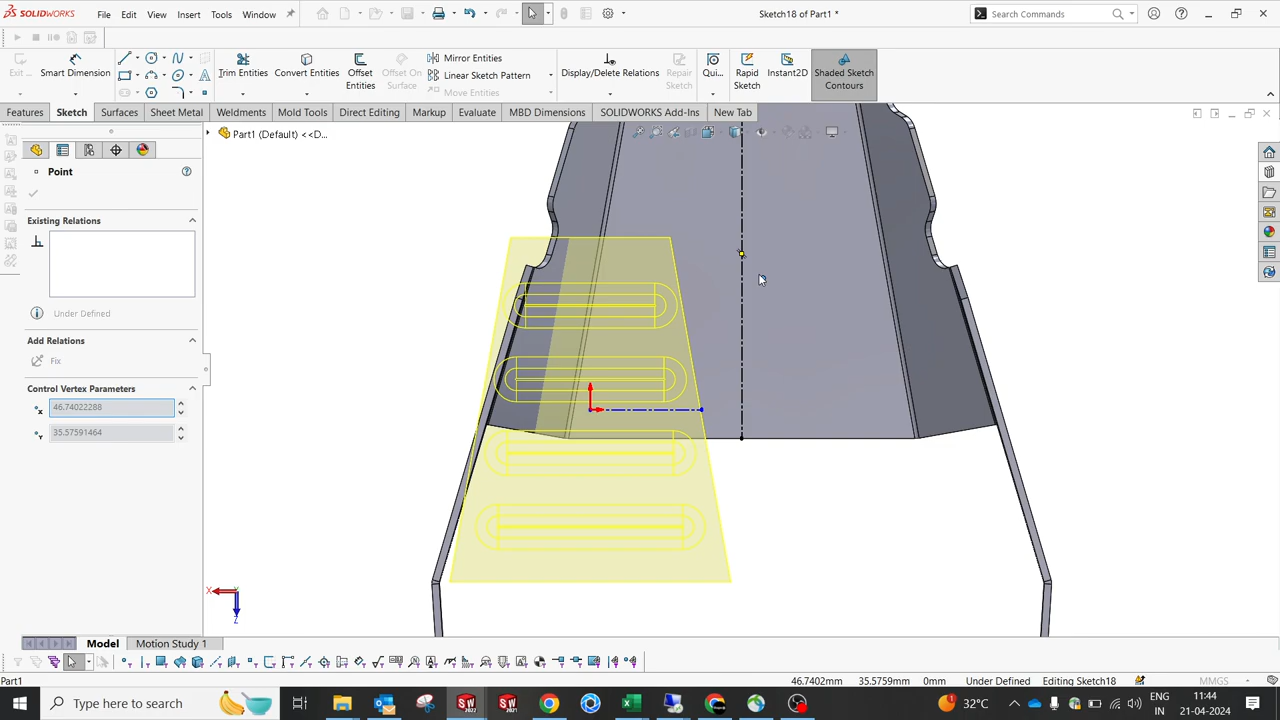 SOLIDWORKS File Edit View Insert Tools Window Sketch18 of Part1 * Search Commands
Exit ... Smart Dimension Trim Entities Convert Entities Offset Entities Offset On Surface Mirror Entities Linear Sketch Pattern Move Entities Display/Delete Relations Repair Sketch Qui... Rapid Sketch Instant2D Shaded Sketch Contours
Features Sketch Surfaces Sheet Metal Weldments Mold Tools Direct Editing Markup Evaluate MBD Dimensions SOLIDWORKS Add-Ins New Tab
Part1 (Default) <<D...
Point
Existing Relations
Under Defined
Add Relations
Fix
Control Vertex Parameters
46.74022288
35.57591464
X
Z
Model Motion Study 1
Part1 46.7402mm 35.5759mm 0mm Under Defined Editing Sketch18 MMGS
Type here to search 32°C ENG IN 11:44 21-04-2024